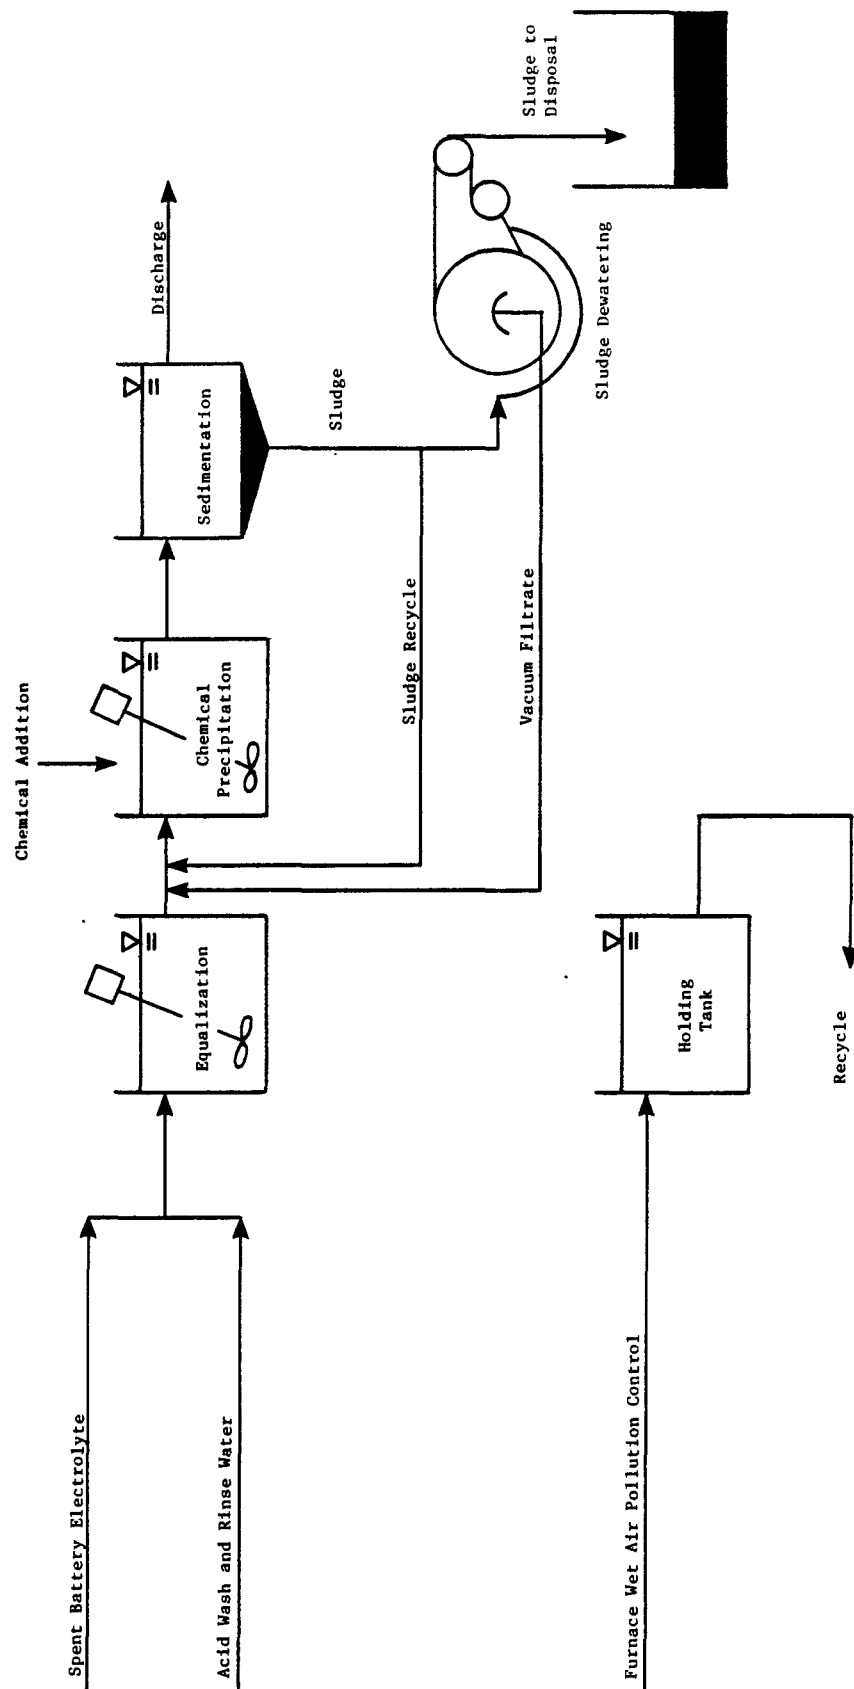 Spent Battery Electrolyte
Acid Wash and Rinse Water
Equalization
Chemical Addition
Chemical
Precipitation
Sedimentation
Discharge
Sludge
Sludge Recycle
Vacuum Filtrate
Sludge Dewatering
Sludge to
Disposal
Furnace Wet Air Pollution Control
Holding
Tank
Recycle